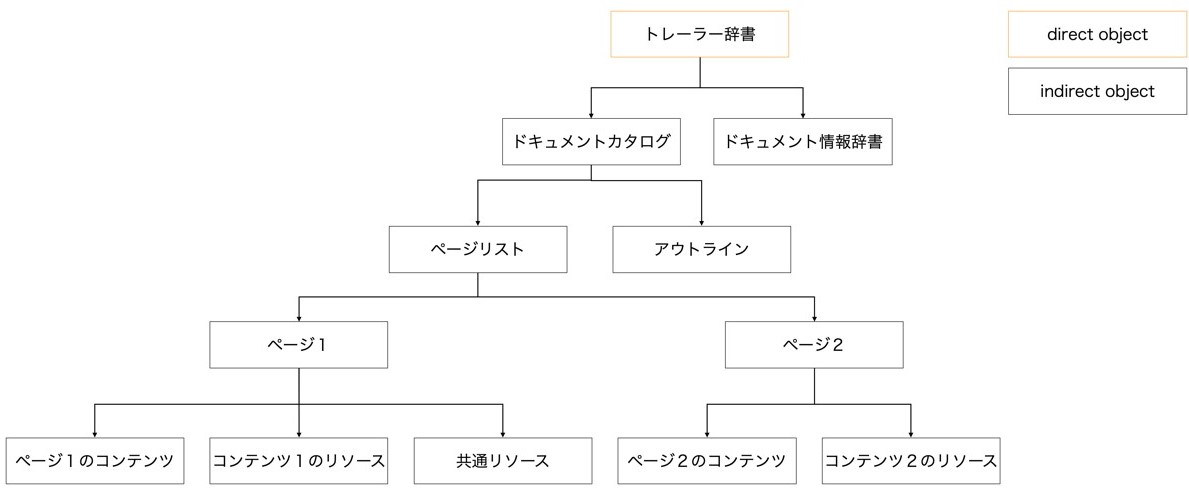 トレーラー辞書
direct object
indirect object
ドキュメントカタログ
ドキュメント情報辞書
ページリスト
アウトライン
ページ１
ページ２
ページ１のコンテンツ
コンテンツ１のリソース
共通リソース
ページ２のコンテンツ
コンテンツ２のリソース